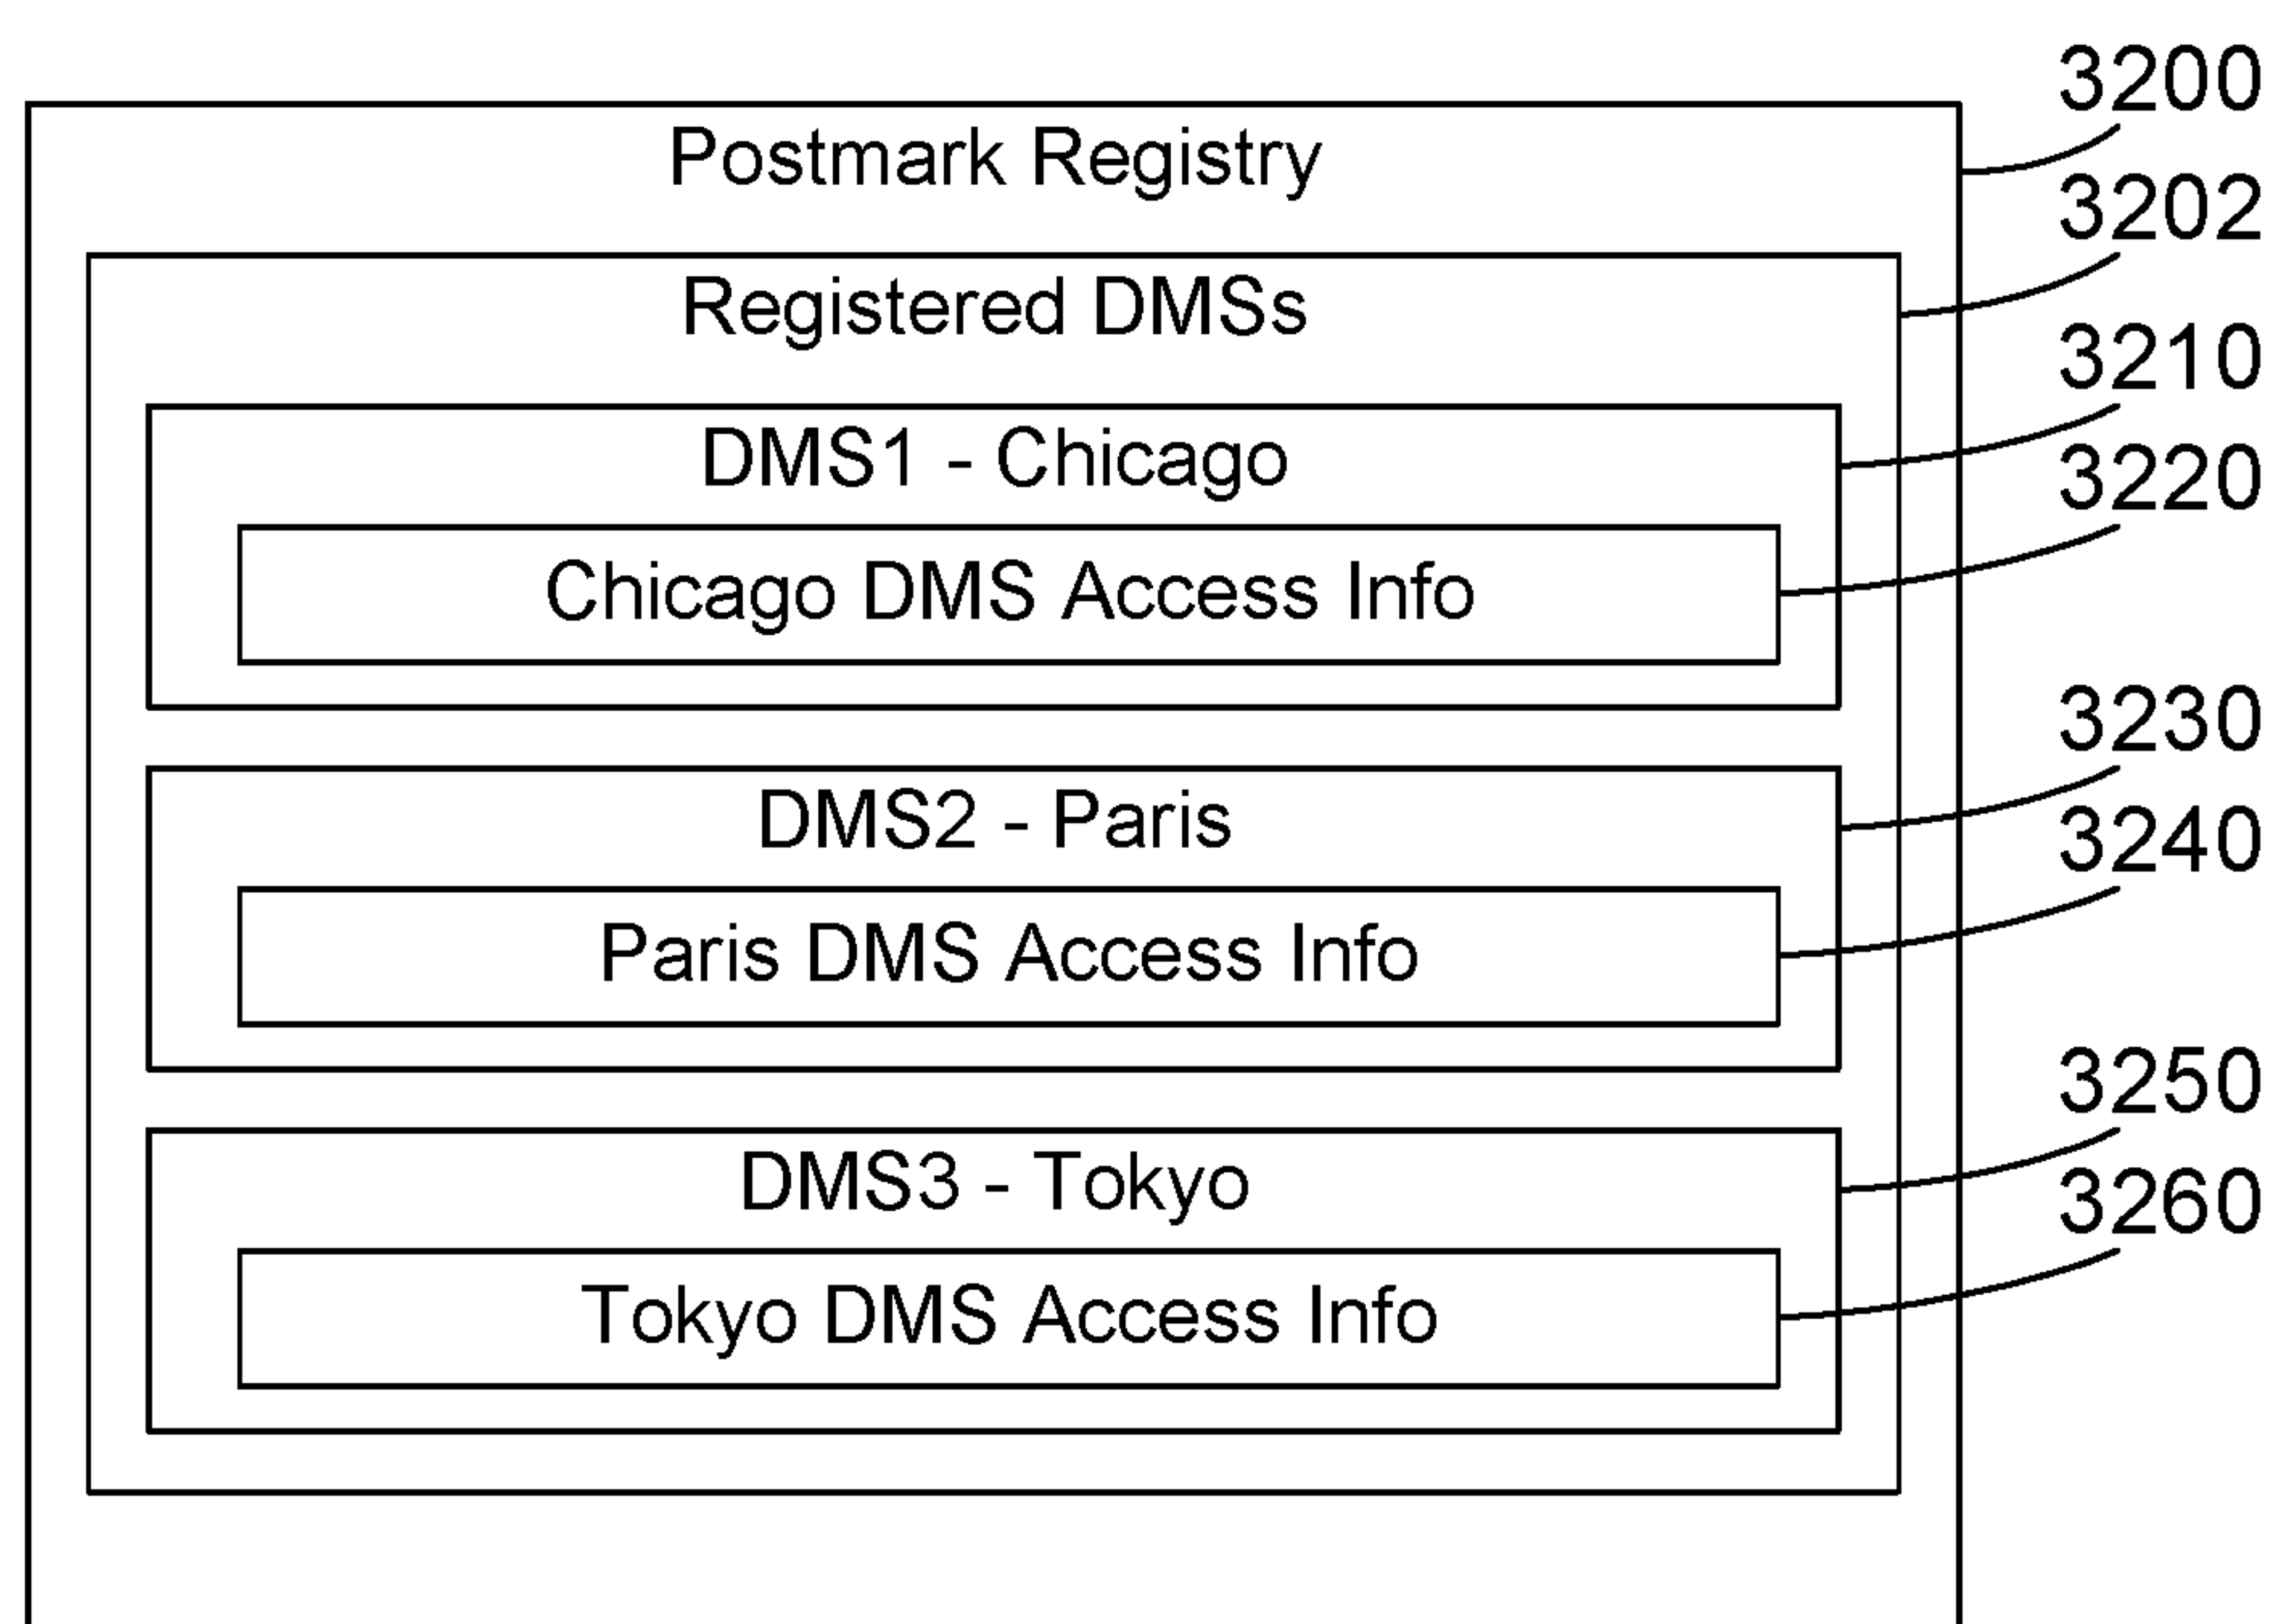 3200
Postmark Registry
3202
Registered DMSs
3210
DMS1 - Chicago
3220
Chicago DMS Access Info
3230
DMS2 - Paris
3240
Paris DMS Access Info
3250
DMS3 - Tokyo
3260
Tokyo DMS Access Info